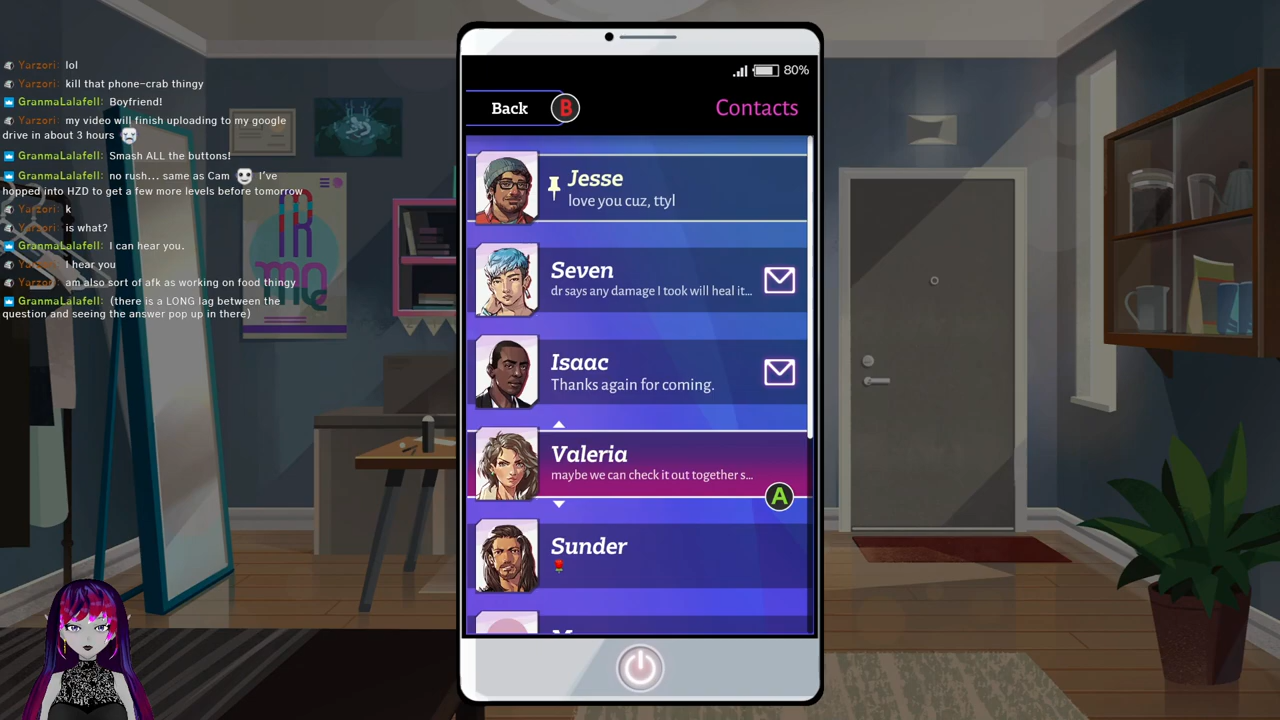 Yarzori: lol
Yarzori: kill that phone-crab thingy
GranmaLalafell: Boyfriend!
Yarzori: my video will finish uploading to my google
drive in about 3 hours
GranmaLalafell: Smash ALL the buttons!
GranmaLalafell: no rush... same as Cam I've
hopped into HZD to get a few more levels before tomorrow
Yarzori: k
Yarzori: is what?
GranmaLalafell: I can hear you.
Yarzori: I hear you
Yarzori: am also sort of afk as working on food thingy
GranmaLalafell: (there is a LONG lag between the
question and seeing the answer pop up in there)
80%
Back B Contacts
Jesse
love you cuz, ttyl
Seven
dr says any damage I took will heal it...
Isaac
Thanks again for coming.
Valeria
maybe we can check it out together s...
A
Sunder